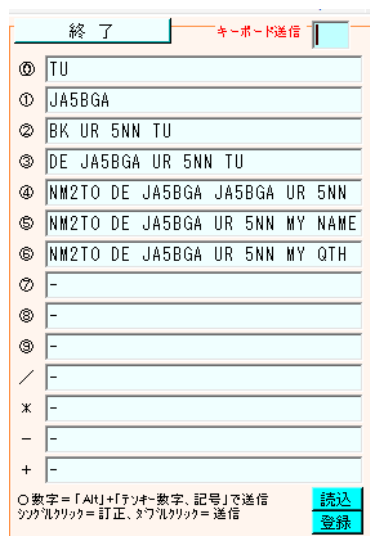 終 了 キーボード送信
⓪ TU
① JA5BGA
② BK UR 5NN TU
③ DE JA5BGA UR 5NN TU
④ NM2TO DE JA5BGA JA5BGA UR 5NN
⑤ NM2TO DE JA5BGA UR 5NN MY NAME
⑥ NM2TO DE JA5BGA UR 5NN MY QTH
⑦ -
⑧ -
⑨ -
/ -
* -
- -
+ -
○数字=「Alt」+「テンキー数字、記号」で送信 読込
シングルクリック=訂正、ダブルクリック=送信 登録